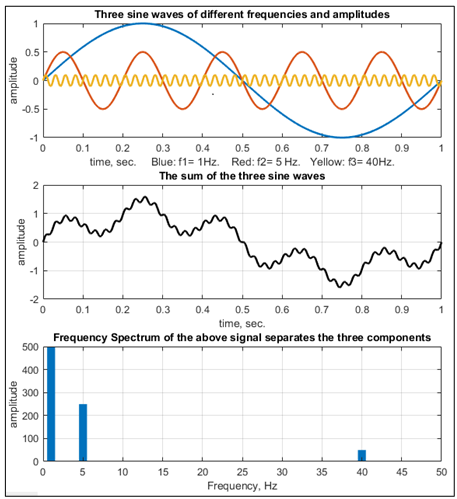 Three sine waves of different frequencies and amplitudes
1
0.5
0
-0.5
-1
amplitude
0 0.1 0.2 0.3 0.4 0.5 0.6 0.7 0.8 0.9 1
time, sec. Blue: f1= 1Hz. Red: f2= 5 Hz. Yellow: f3= 40Hz.
The sum of the three sine waves
2
1
0
-1
-2
amplitude
0 0.1 0.2 0.3 0.4 0.5 0.6 0.7 0.8 0.9 1
time, sec.
Frequency Spectrum of the above signal separates the three components
500
400
300
200
100
0
amplitude
0 5 10 15 20 25 30 35 40 45 50
Frequency, Hz